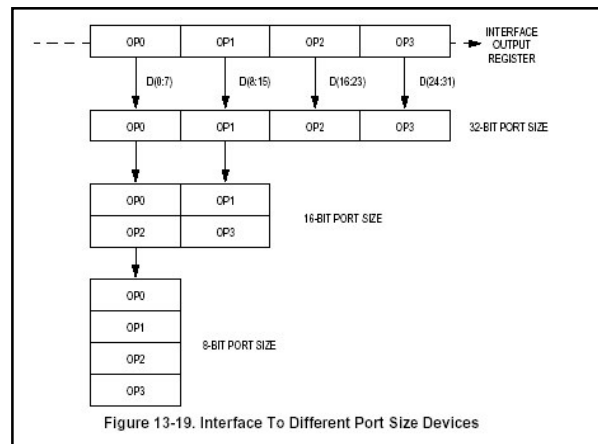 OP0 OP1 OP2 OP3 INTERFACE
OUTPUT
REGISTER
D(0:7) D(8:15) D(16:23) D(24:31)
OP0 OP1 OP2 OP3 32-BIT PORT SIZE
OP0 OP1
16-BIT PORT SIZE
OP2 OP3
OP0
OP1
OP2
8-BIT PORT SIZE
OP3
Figure 13-19. Interface To Different Port Size Devices